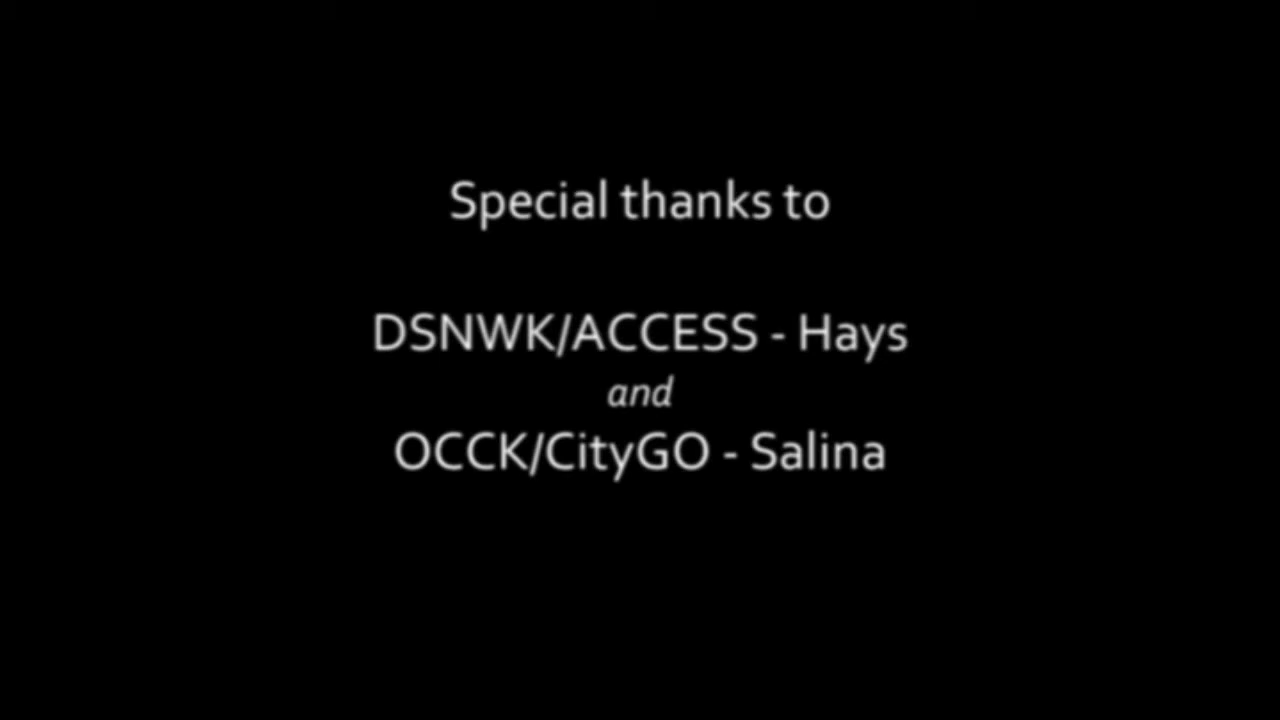 Special thanks to
DSNWK/ACCESS - Hays
and
OCCK/CityGO - Salina